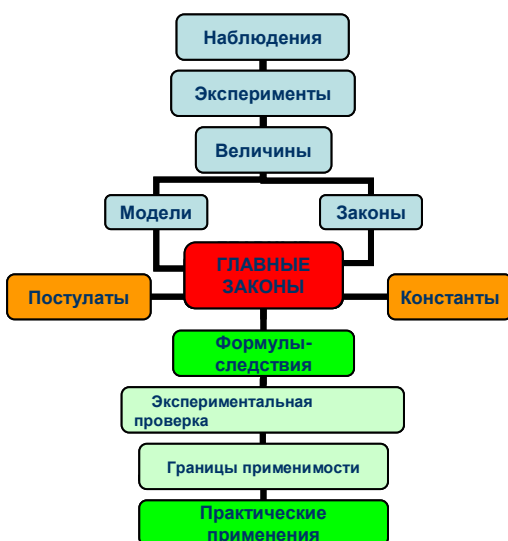 Наблюдения
Эксперименты
Величины
Модели
Законы
ГЛАВНЫЕ
ЗАКОНЫ
Постулаты
Константы
Формулы-
следствия
Экспериментальная
проверка
Границы применимости
Практические
применения